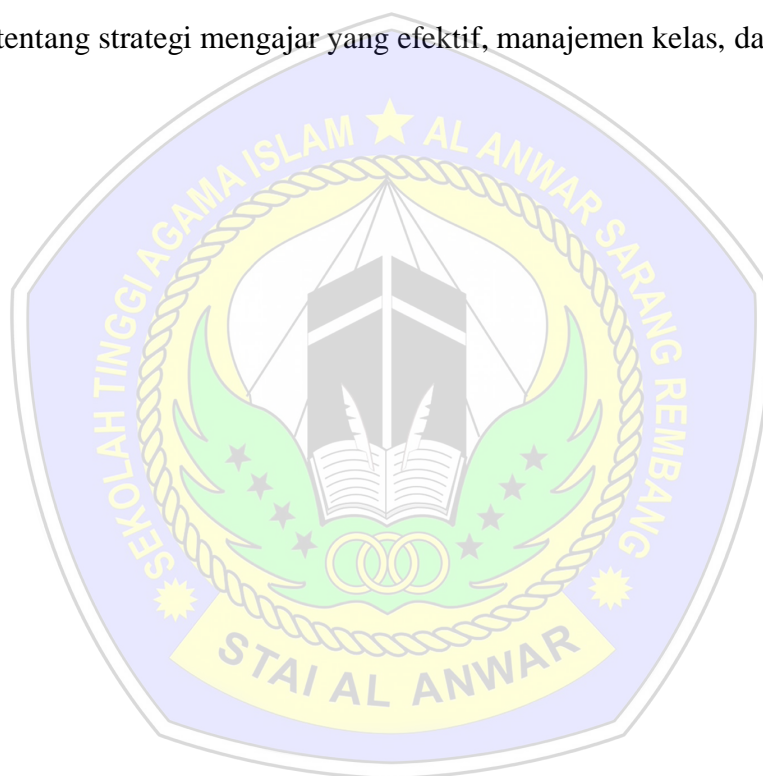 tentang strategi mengajar yang efektif, manajemen kelas, da
SEKOLAH TINGGI AGAMA ISLAM ★ AL ANWAR SARANG REMBANG
STAI AL ANWAR